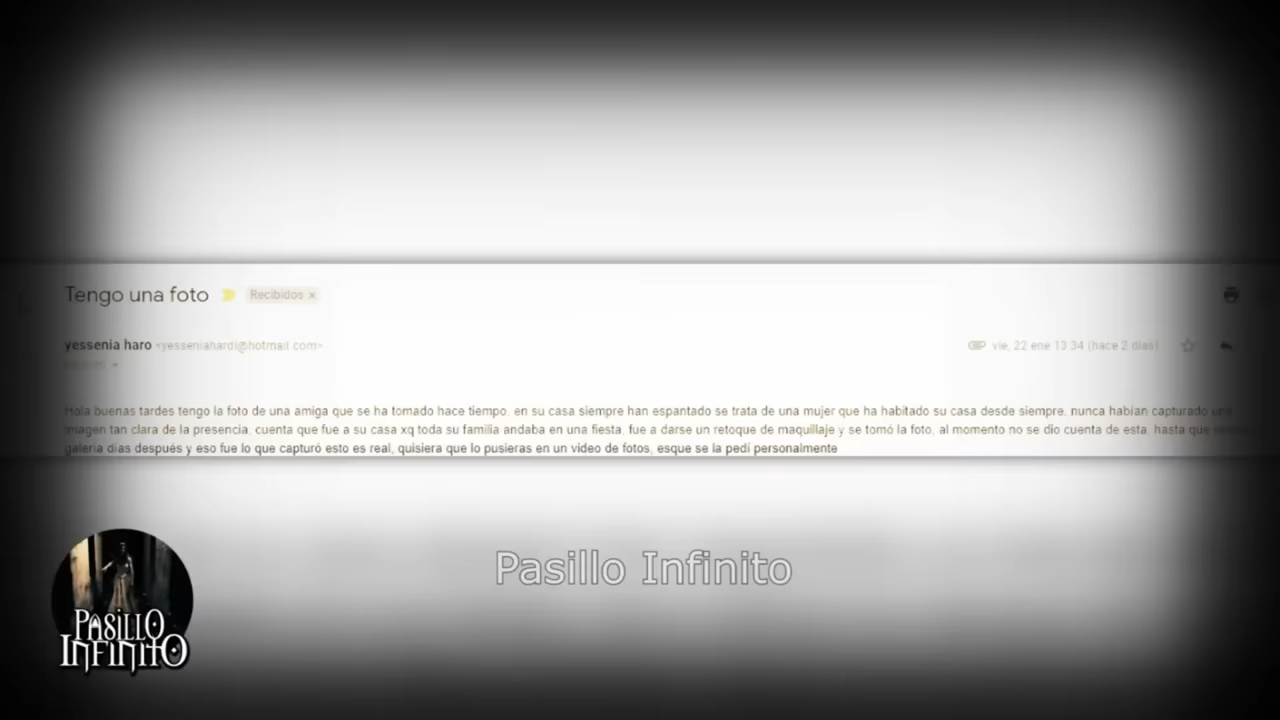 Tengo una foto Recibidos ×
yessenia haro <yesseniahardi@hotmail.com> vie, 22 ene 13:34 (hace 2 días)
Hola buenas tardes tengo la foto de una amiga que se ha tomado hace tiempo, en su casa siempre han espantado se trata de una mujer que ha habitado su casa desde siempre, nunca habían capturado una
imagen tan clara de la presencia, cuenta que fue a su casa xq toda su familia andaba en una fiesta, fue a darse un retoque de maquillaje y se tomó la foto, al momento no se dio cuenta de esta, hasta que
galería días después y eso fue lo que capturó esto es real, quisiera que lo pusieras en un video de fotos, esque se la pedí personalmente
Pasillo Infinito
PASILLO
INFINITO